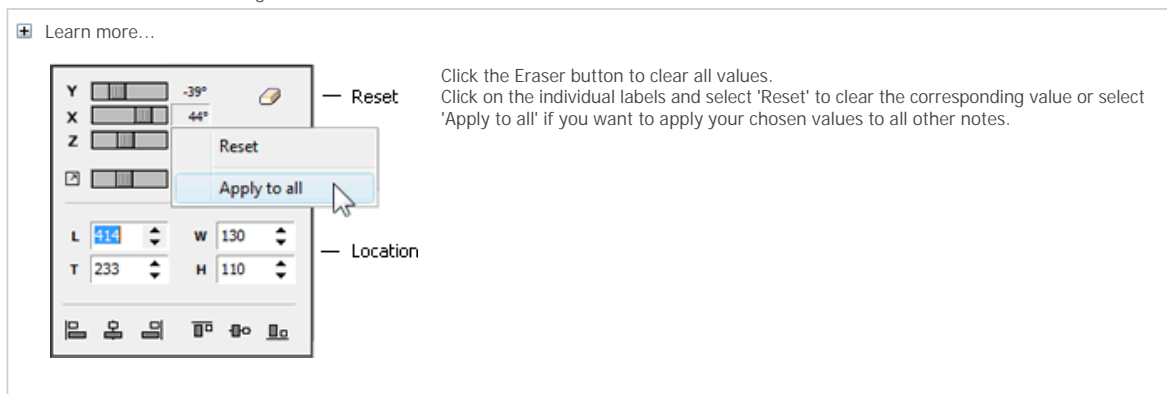 Learn more...
Click the Eraser button to clear all values.
Click on the individual labels and select 'Reset' to clear the corresponding value or select
'Apply to all' if you want to apply your chosen values to all other notes.
Y -39°
Reset
X 44°
Z
Reset
Apply to all
L 414 W 130
Location
T 233 H 110